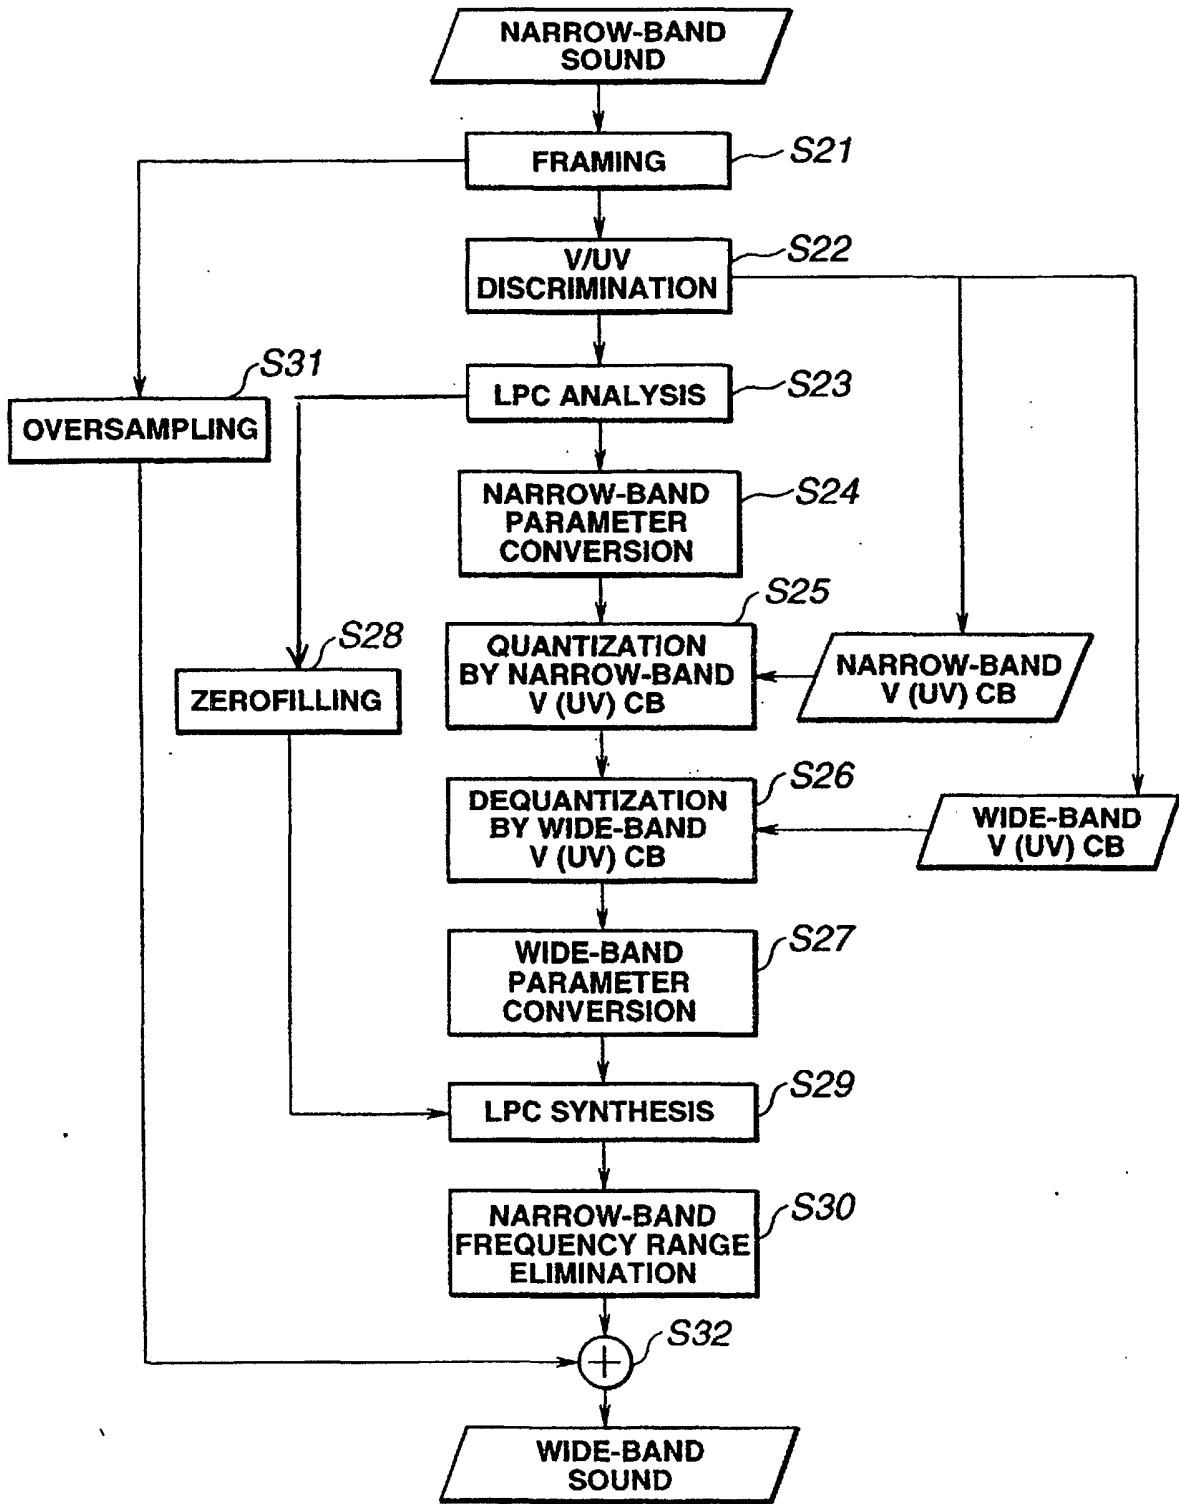 NARROW-BAND
SOUND
FRAMING
S21
V/UV
DISCRIMINATION
S22
S31
OVERSAMPLING
LPC ANALYSIS
S23
NARROW-BAND
PARAMETER
CONVERSION
S24
S28
ZEROFILLING
QUANTIZATION
BY NARROW-BAND
V (UV) CB
S25
NARROW-BAND
V (UV) CB
DEQUANTIZATION
BY WIDE-BAND
V (UV) CB
S26
WIDE-BAND
V (UV) CB
WIDE-BAND
PARAMETER
CONVERSION
S27
LPC SYNTHESIS
S29
NARROW-BAND
FREQUENCY RANGE
ELIMINATION
S30
+
S32
WIDE-BAND
SOUND